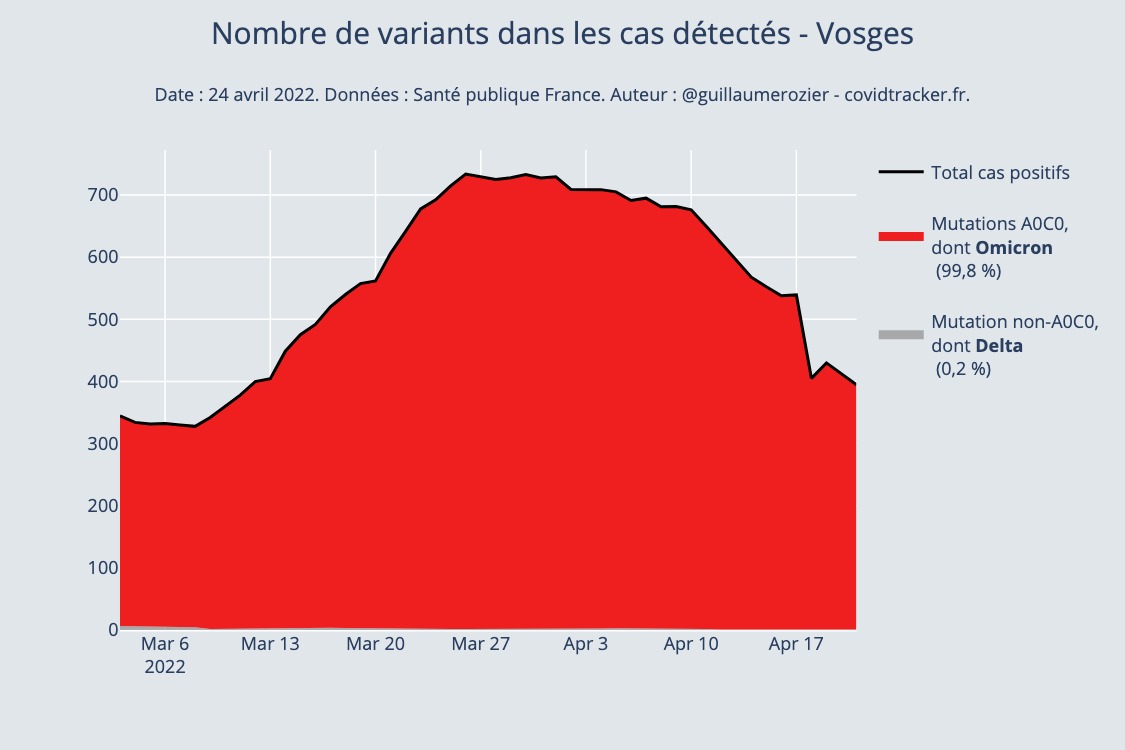 Nombre de variants dans les cas détectés - Vosges
Date : 24 avril 2022. Données : Santé publique France. Auteur : @guillaumerozier - covidtracker.fr.
700
600
500
400
300
200
100
0
Mar 6
2022
Mar 13
Mar 20
Mar 27
Apr 3
Apr 10
Apr 17
Total cas positifs
Mutations A0C0,
dont Omicron
(99,8 %)
Mutation non-A0C0,
dont Delta
(0,2 %)